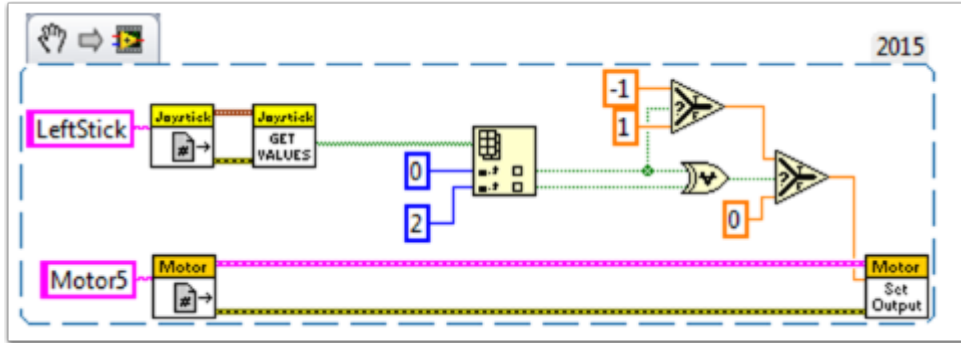 2015
-1
1
LeftStick
Joystick
#
Joystick
GET
VALUES
0
2
?
T
F
?
T
F
0
Motor5
Motor
#
Motor
Set
Output